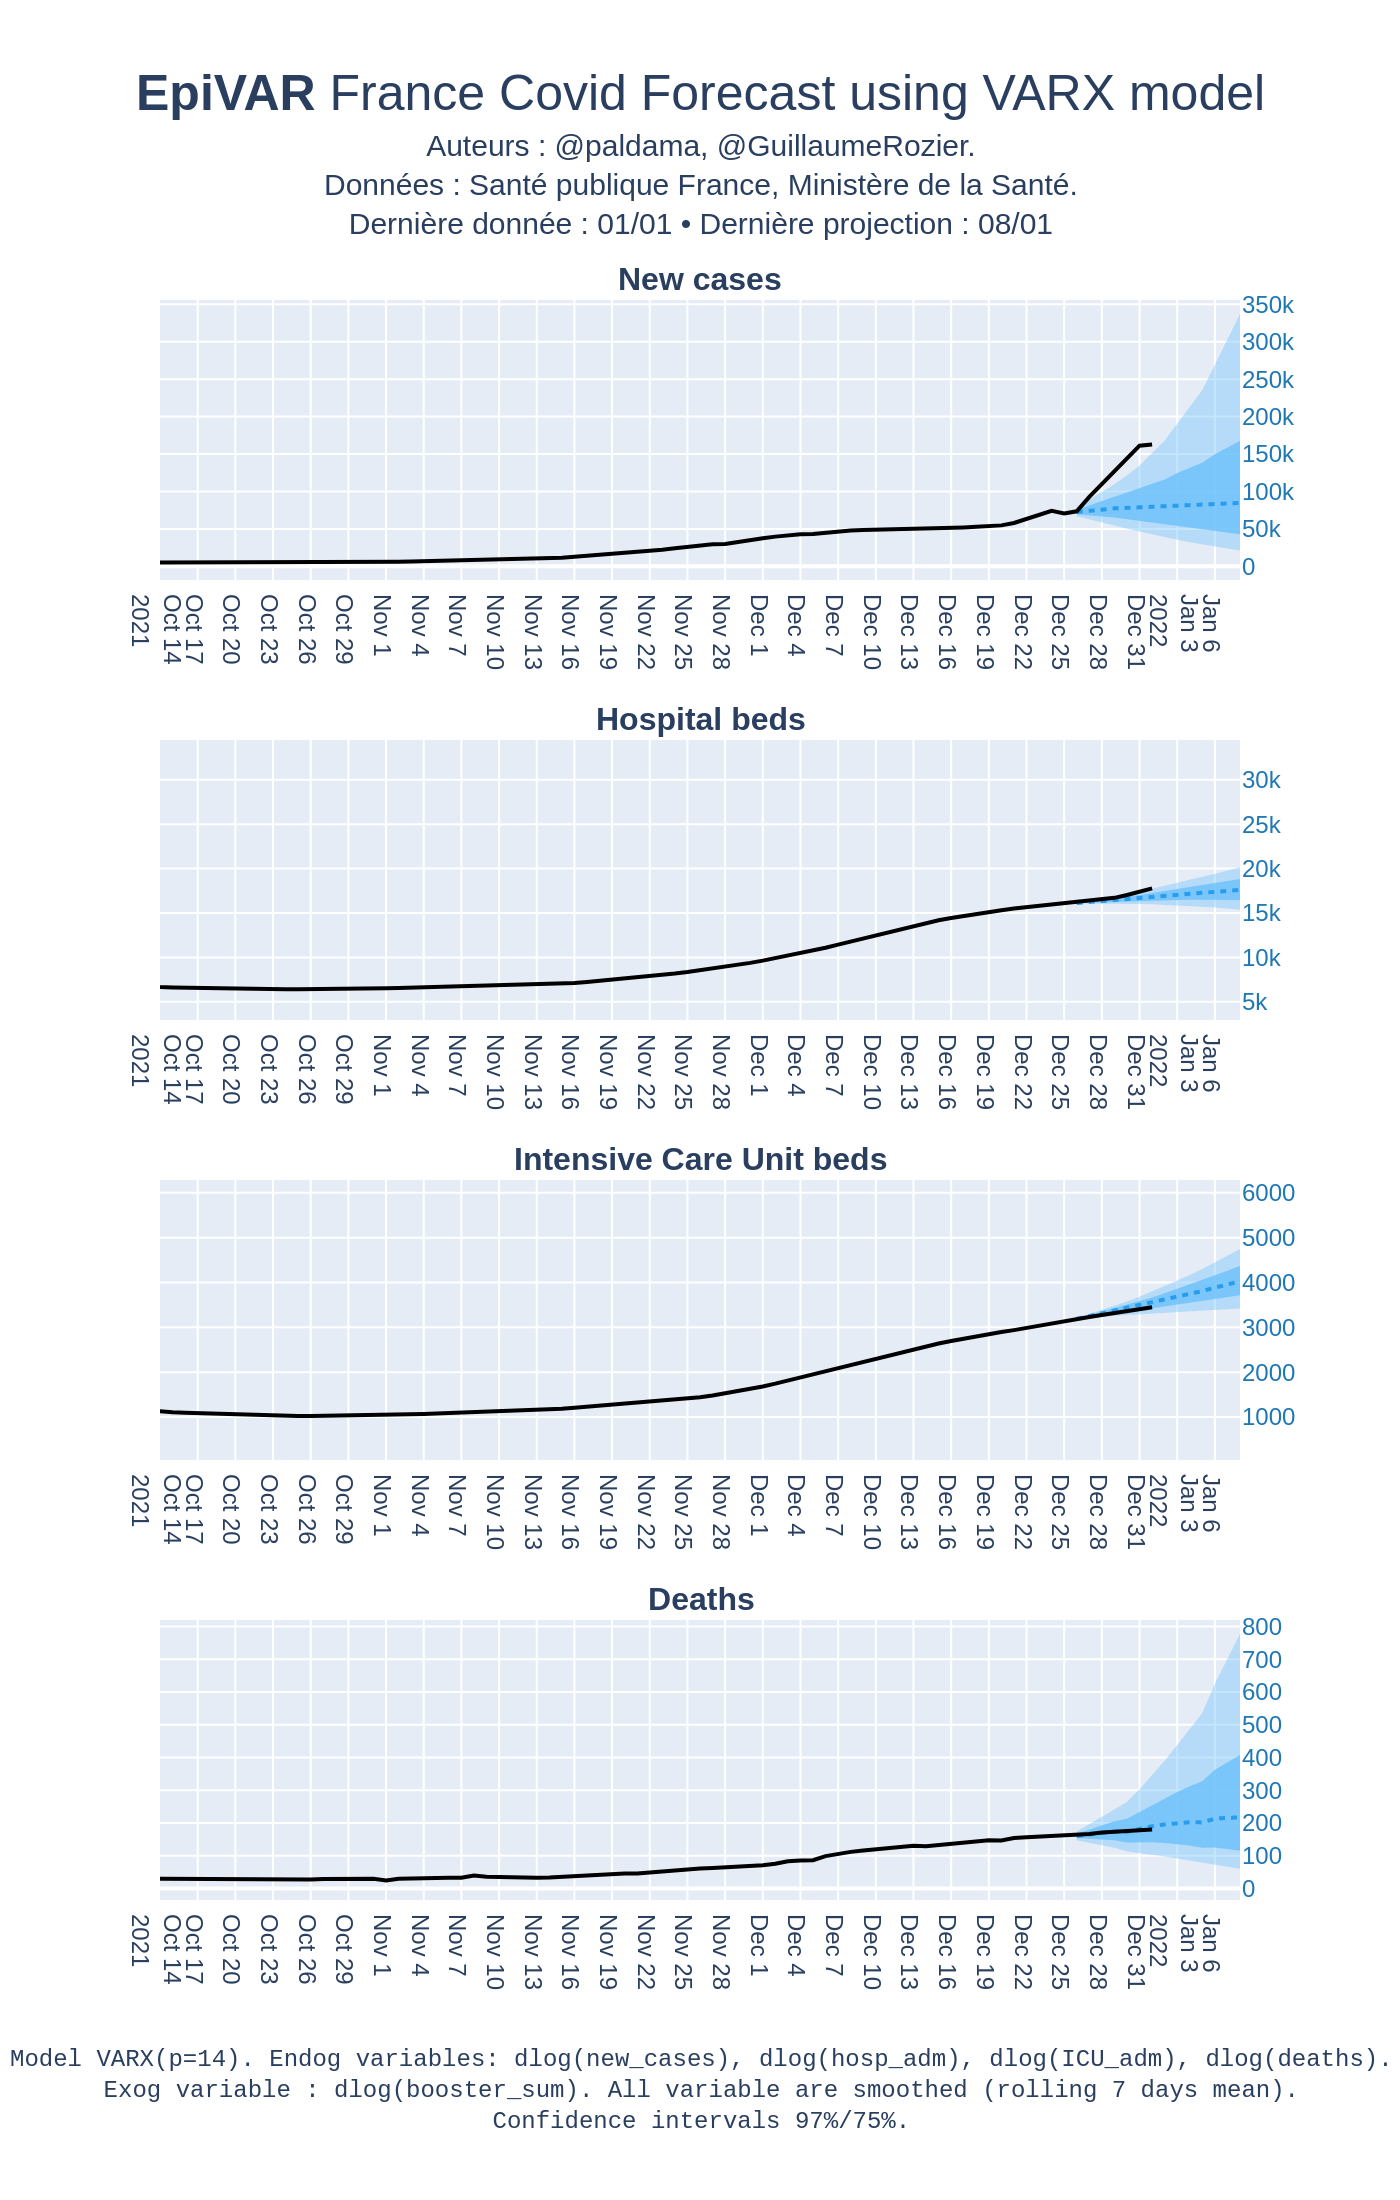 EpiVAR France Covid Forecast using VARX model
Auteurs : @paldama, @GuillaumeRozier.
Données : Santé publique France, Ministère de la Santé.
Dernière donnée : 01/01 • Dernière projection : 08/01
New cases
350k
300k
250k
200k
150k
100k
50k
0
2021
Oct 14
Oct 17
Oct 20
Oct 23
Oct 26
Oct 29
Nov 1
Nov 4
Nov 7
Nov 10
Nov 13
Nov 16
Nov 19
Nov 22
Nov 25
Nov 28
Dec 1
Dec 4
Dec 7
Dec 10
Dec 13
Dec 16
Dec 19
Dec 22
Dec 25
Dec 28
Dec 31
2022
Jan 3
Jan 6
Hospital beds
30k
25k
20k
15k
10k
5k
2021
Oct 14
Oct 17
Oct 20
Oct 23
Oct 26
Oct 29
Nov 1
Nov 4
Nov 7
Nov 10
Nov 13
Nov 16
Nov 19
Nov 22
Nov 25
Nov 28
Dec 1
Dec 4
Dec 7
Dec 10
Dec 13
Dec 16
Dec 19
Dec 22
Dec 25
Dec 28
Dec 31
2022
Jan 3
Jan 6
Intensive Care Unit beds
6000
5000
4000
3000
2000
1000
2021
Oct 14
Oct 17
Oct 20
Oct 23
Oct 26
Oct 29
Nov 1
Nov 4
Nov 7
Nov 10
Nov 13
Nov 16
Nov 19
Nov 22
Nov 25
Nov 28
Dec 1
Dec 4
Dec 7
Dec 10
Dec 13
Dec 16
Dec 19
Dec 22
Dec 25
Dec 28
Dec 31
2022
Jan 3
Jan 6
Deaths
800
700
600
500
400
300
200
100
0
2021
Oct 14
Oct 17
Oct 20
Oct 23
Oct 26
Oct 29
Nov 1
Nov 4
Nov 7
Nov 10
Nov 13
Nov 16
Nov 19
Nov 22
Nov 25
Nov 28
Dec 1
Dec 4
Dec 7
Dec 10
Dec 13
Dec 16
Dec 19
Dec 22
Dec 25
Dec 28
Dec 31
2022
Jan 3
Jan 6
Model VARX(p=14). Endog variables: dlog(new_cases), dlog(hosp_adm), dlog(ICU_adm), dlog(deaths).
Exog variable : dlog(booster_sum). All variable are smoothed (rolling 7 days mean).
Confidence intervals 97%/75%.